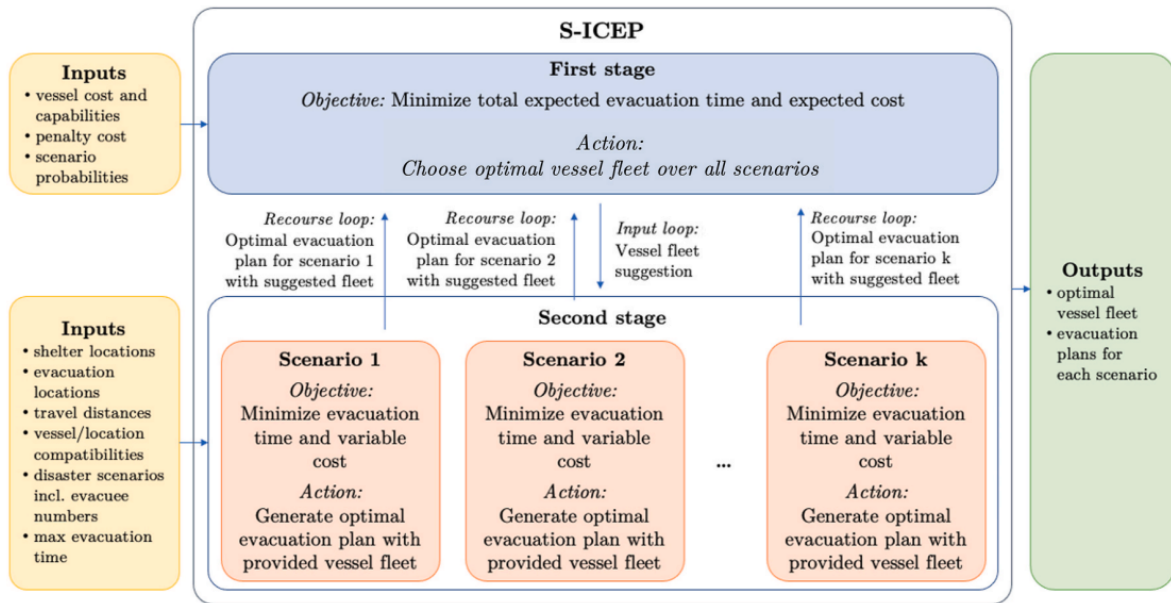 S-ICEP
Inputs
• vessel cost and
capabilities
• penalty cost
• scenario
probabilities
First stage
Objective: Minimize total expected evacuation time and expected cost
Action:
Choose optimal vessel fleet over all scenarios
Recourse loop:
Optimal evacuation
plan for scenario 1
with suggested fleet
Recourse loop:
Optimal evacuation
plan for scenario 2
with suggested fleet
Input loop:
Vessel fleet
suggestion
Recourse loop:
Optimal evacuation
plan for scenario k
with suggested fleet
Inputs
• shelter locations
• evacuation
locations
• travel distances
• vessel/location
compatibilities
• disaster scenarios
incl. evacuee
numbers
• max evacuation
time
Second stage
Scenario 1
Objective:
Minimize evacuation
time and variable
cost
Action:
Generate optimal
evacuation plan with
provided vessel fleet
Scenario 2
Objective:
Minimize evacuation
time and variable
cost
Action:
Generate optimal
evacuation plan with
provided vessel fleet
...
Scenario k
Objective:
Minimize evacuation
time and variable
cost
Action:
Generate optimal
evacuation plan with
provided vessel fleet
Outputs
• optimal
vessel fleet
• evacuation
plans for
each scenario